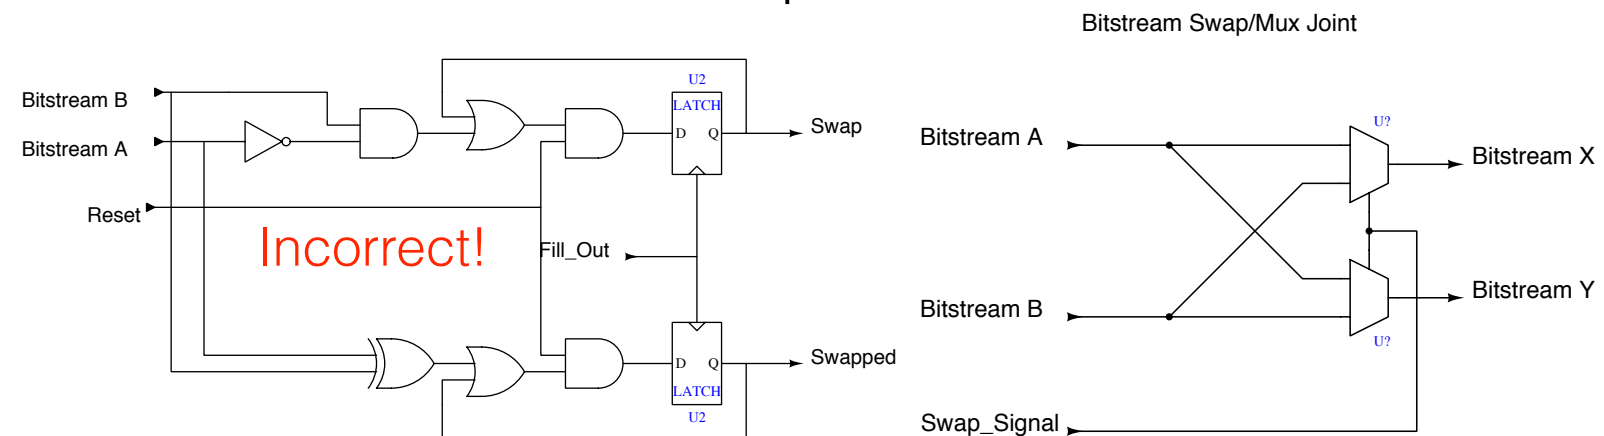 Bitstream Swap/Mux Joint
Bitstream B
Bitstream A
Reset
Incorrect!
Fill_Out
U2
LATCH
D Q
Swap
D Q
LATCH
U2
Swapped
Bitstream A
U?
Bitstream X
Bitstream B
Bitstream Y
U?
Swap_Signal